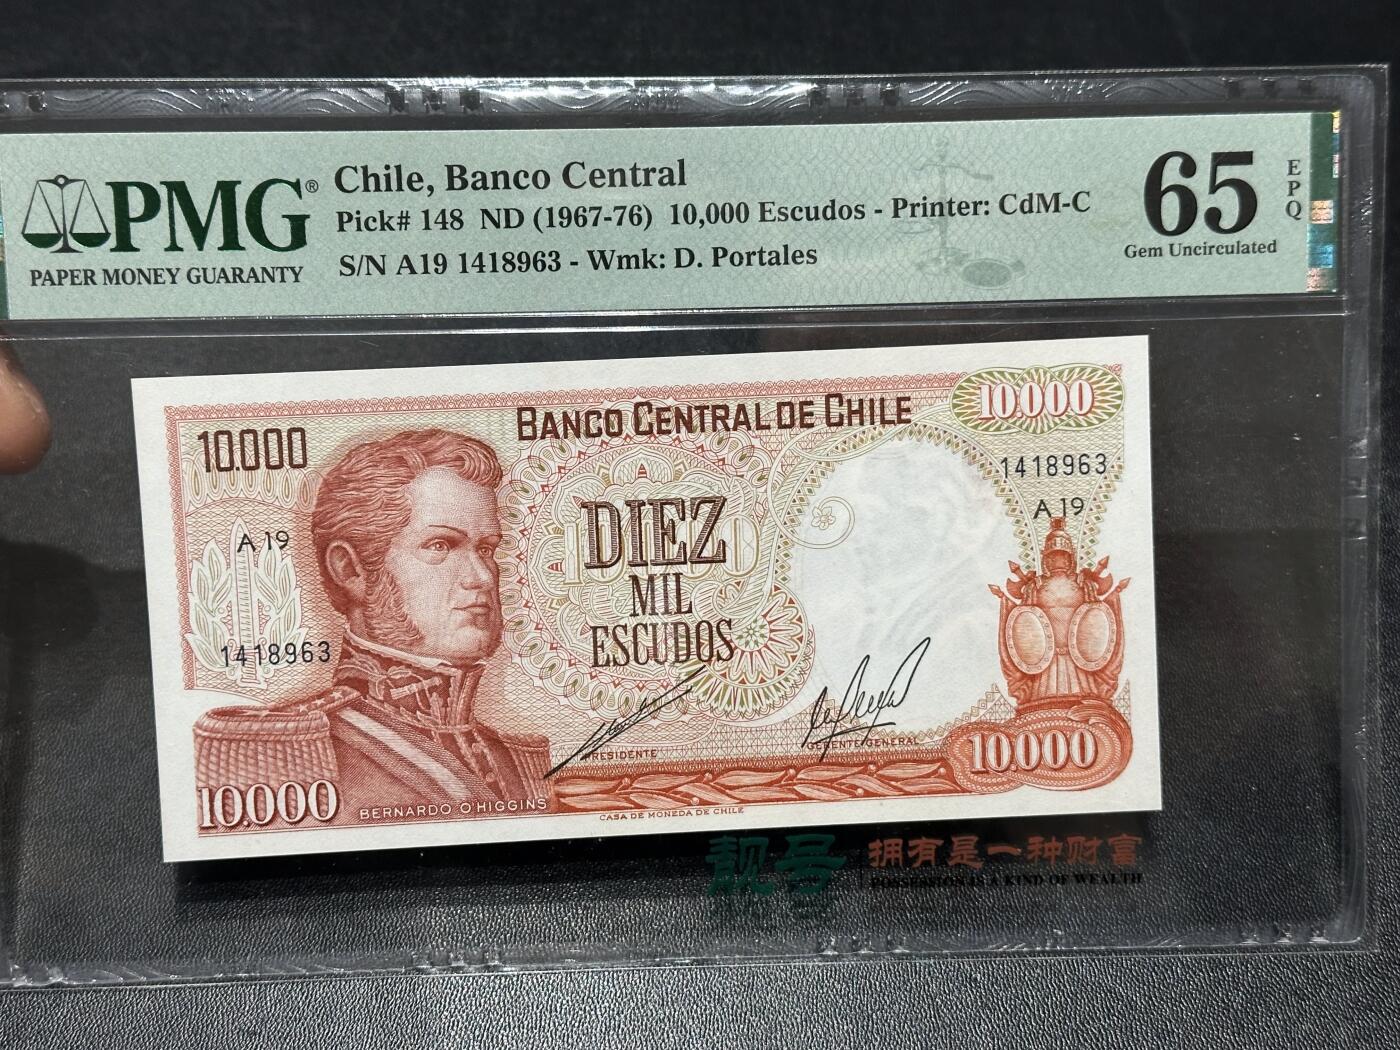 PMG®
PAPER MONEY GUARANTY
Chile, Banco Central
Pick# 148 ND (1967-76) 10,000 Escudos - Printer: CdM-C
S/N A19 1418963 - Wmk: D. Portales
65
EPQ
Gem Uncirculated
10.000
BANCO CENTRAL DE CHILE
10.000
1418963
A 19
A 19
DIEZ
MIL
ESCUDOS
1418963
PRESIDENTE
GERENTE GENERAL
10.000
10.000
BERNARDO O'HIGGINS
CASA DE MONEDA DE CHILE
靓号
拥有是一种财富
POSSESSION IS A KIND OF WEALTH